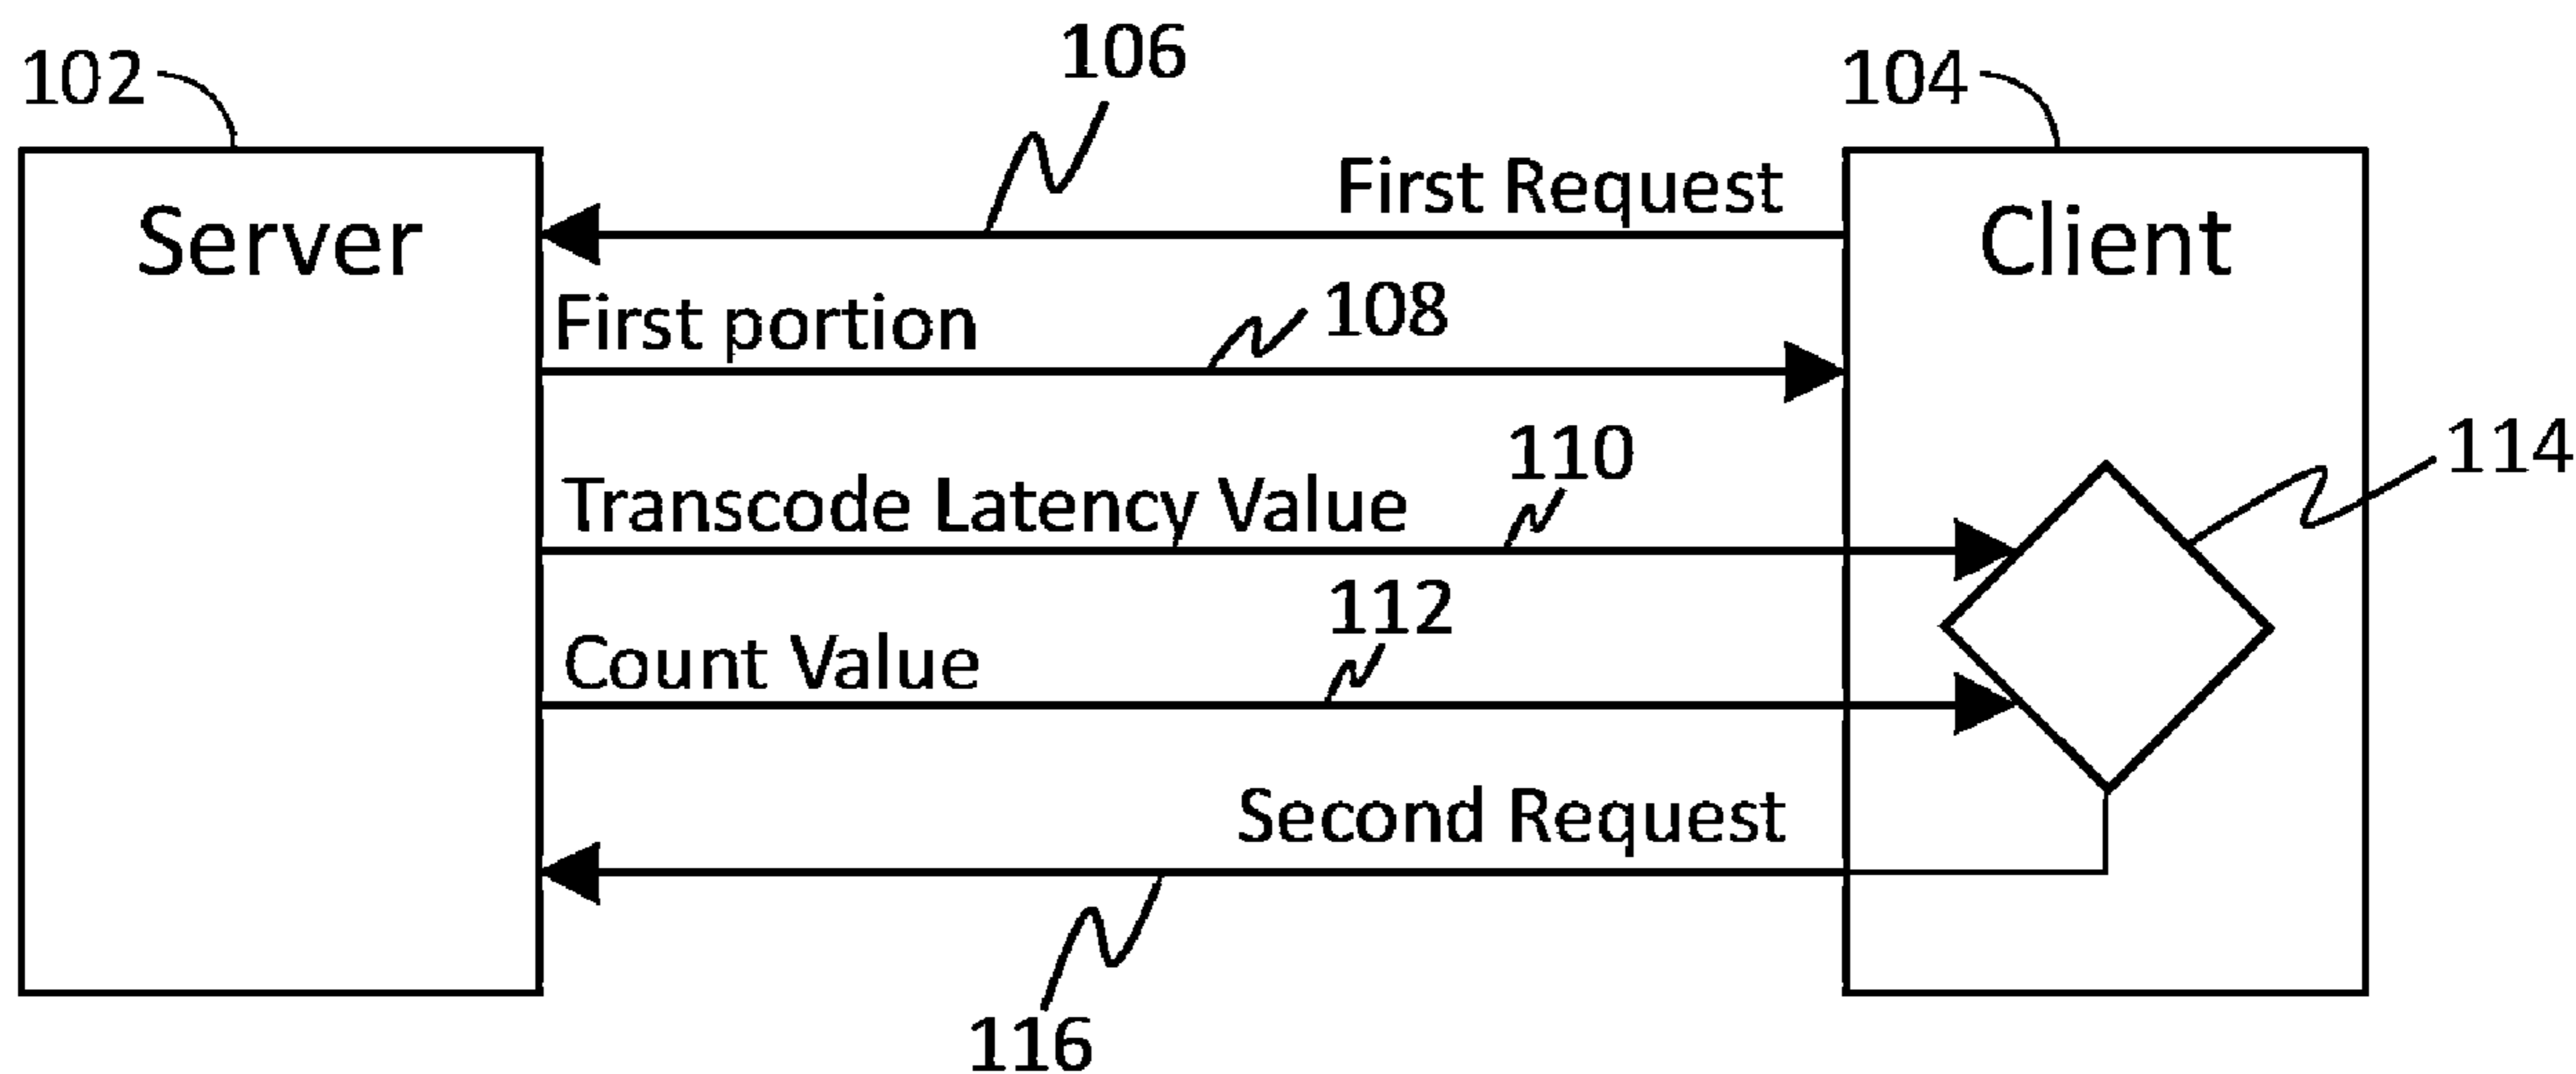 106
102
104
First Request
Server
Client
First portion
108
110
114
Transcode Latency Value
112
Count Value
Second Request
116